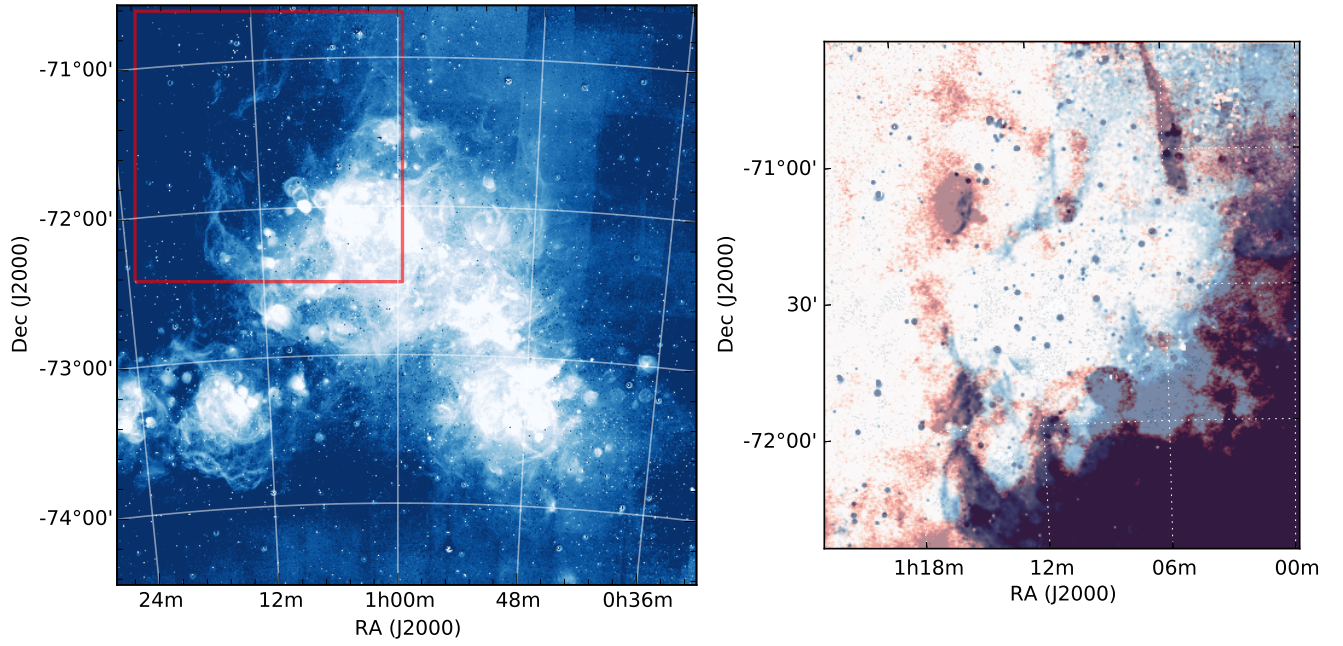 -71°00'
-72°00'
-73°00'
-74°00'
Dec (J2000)
24m 12m 1h00m 48m 0h36m
RA (J2000)
-71°00'
30'
-72°00'
Dec (J2000)
1h18m 12m 06m 00m
RA (J2000)